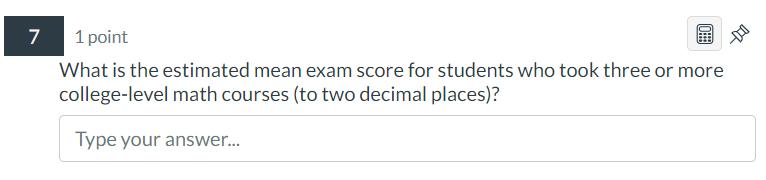 7 1 point
What is the estimated mean exam score for students who took three or more
college-level math courses (to two decimal places)?
Type your answer...